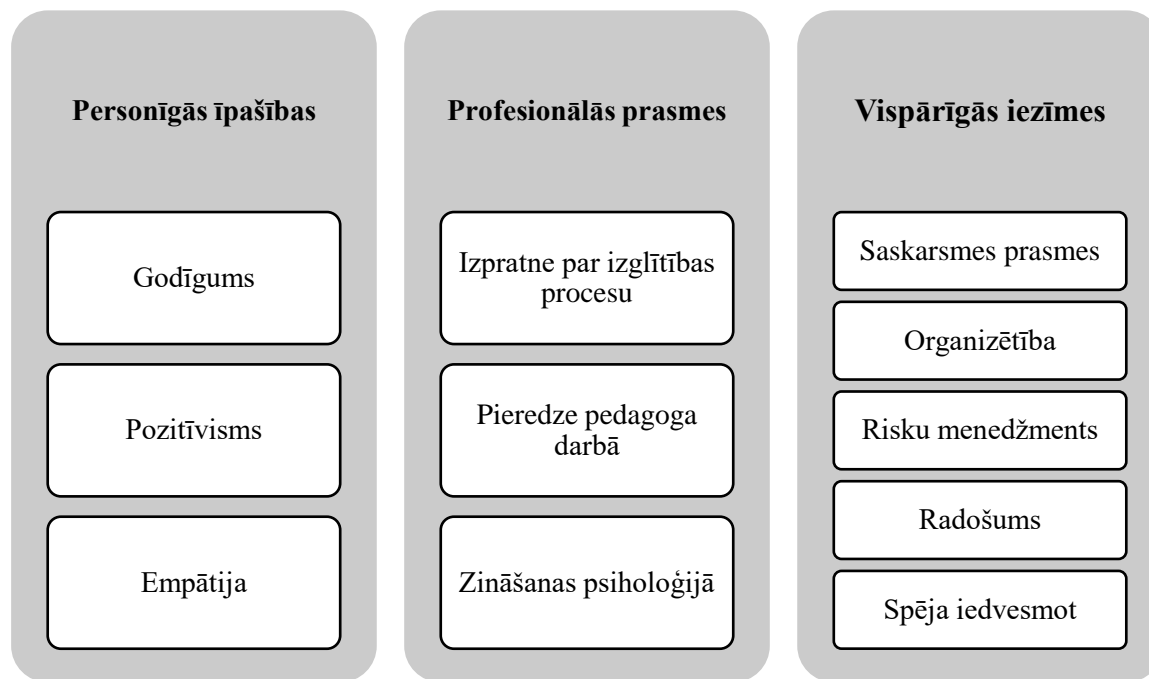 Personīgās īpašības
Godīgums
Pozitīvisms
Empātija
Profesionālās prasmes
Izpratne par izglītības
procesu
Pieredze pedagoga
darbā
Zināšanas psiholoģijā
Vispārīgās iezīmes
Saskarsmes prasmes
Organizētība
Risku menedžments
Radošums
Spēja iedvesmot